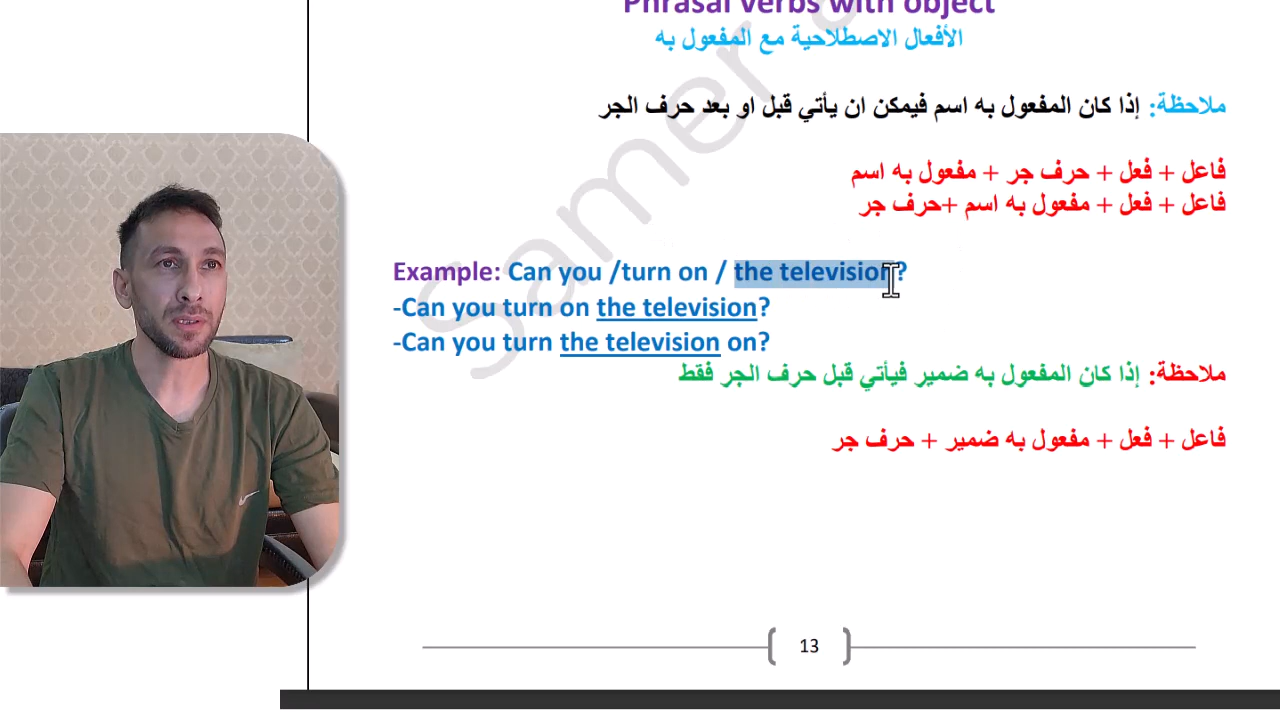 Phrasal verbs with object
الأفعال الاصطلاحية مع المفعول به
ملاحظة: إذا كان المفعول به اسم فيمكن ان يأتي قبل او بعد حرف الجر
فاعل + فعل + حرف جر + مفعول به اسم
فاعل + فعل + مفعول به اسم +حرف جر
Example: Can you /turn on / the television?
-Can you turn on the television?
-Can you turn the television on?
ملاحظة: إذا كان المفعول به ضمير فيأتي قبل حرف الجر فقط
فاعل + فعل + مفعول به ضمير + حرف جر
13
Samer